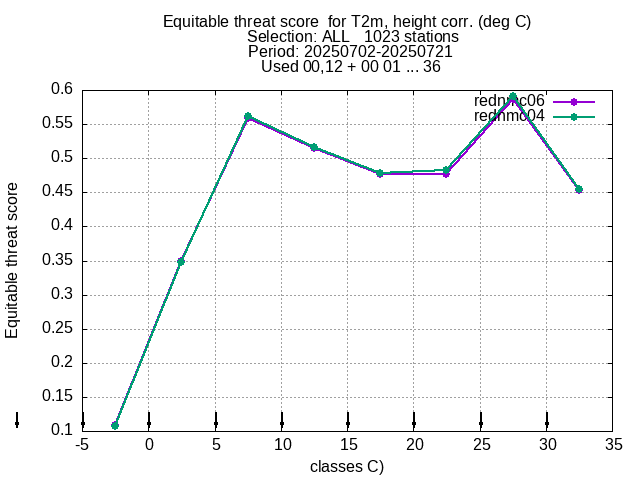 Equitable threat score  for T2m, height corr. (deg C)
Selection: ALL   1023 stations
Period: 20250702-20250721
Used 00,12 + 00 01 ... 36
rednmc06
rednmc04
0.6
0.55
0.5
0.45
0.4
0.35
0.3
0.25
0.2
0.15
0.1
Equitable threat score
-5 0 5 10 15 20 25 30 35
classes C)